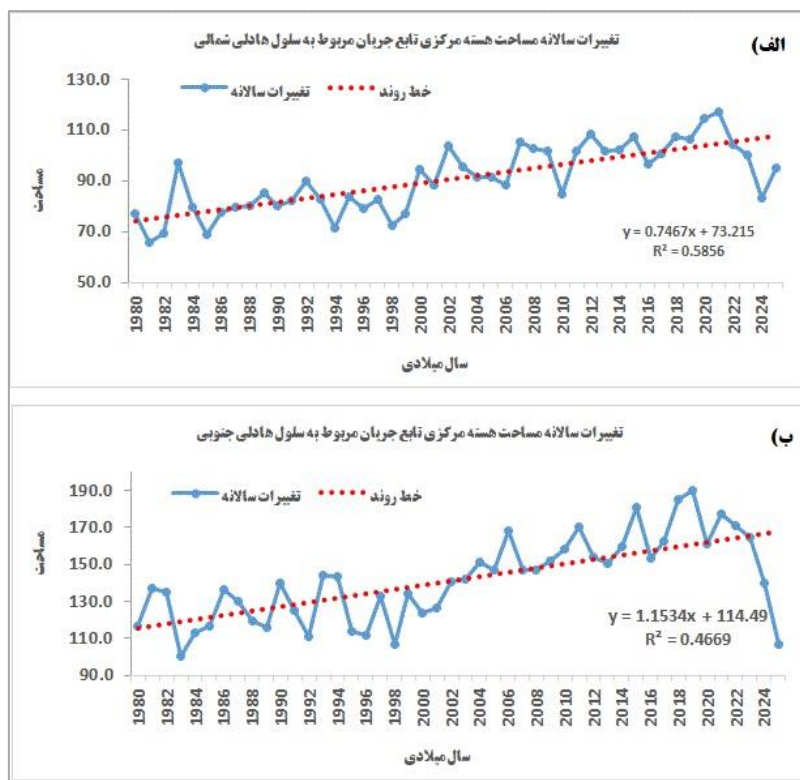 الف)
تغییرات سالانه مساحت هسته مرکزی تابع جریان مربوط به سلول هادلی شمالی
130.0
110.0
90.0
70.0
50.0
تغییرات سالانه
خط روند
مساحت
y = 0.7467x + 73.215
R² = 0.5856
1980 1982 1984 1986 1988 1990 1992 1994 1996 1998 2000 2002 2004 2006 2008 2010 2012 2014 2016 2018 2020 2022 2024
سال میلادی
ب)
تغییرات سالانه مساحت هسته مرکزی تابع جریان مربوط به سلول هادلی جنوبی
190.0
170.0
150.0
130.0
110.0
90.0
تغییرات سالانه
خط روند
مساحت
y = 1.1534x + 114.49
R² = 0.4669
1980 1982 1984 1986 1988 1990 1992 1994 1996 1998 2000 2002 2004 2006 2008 2010 2012 2014 2016 2018 2020 2022 2024
سال میلادی